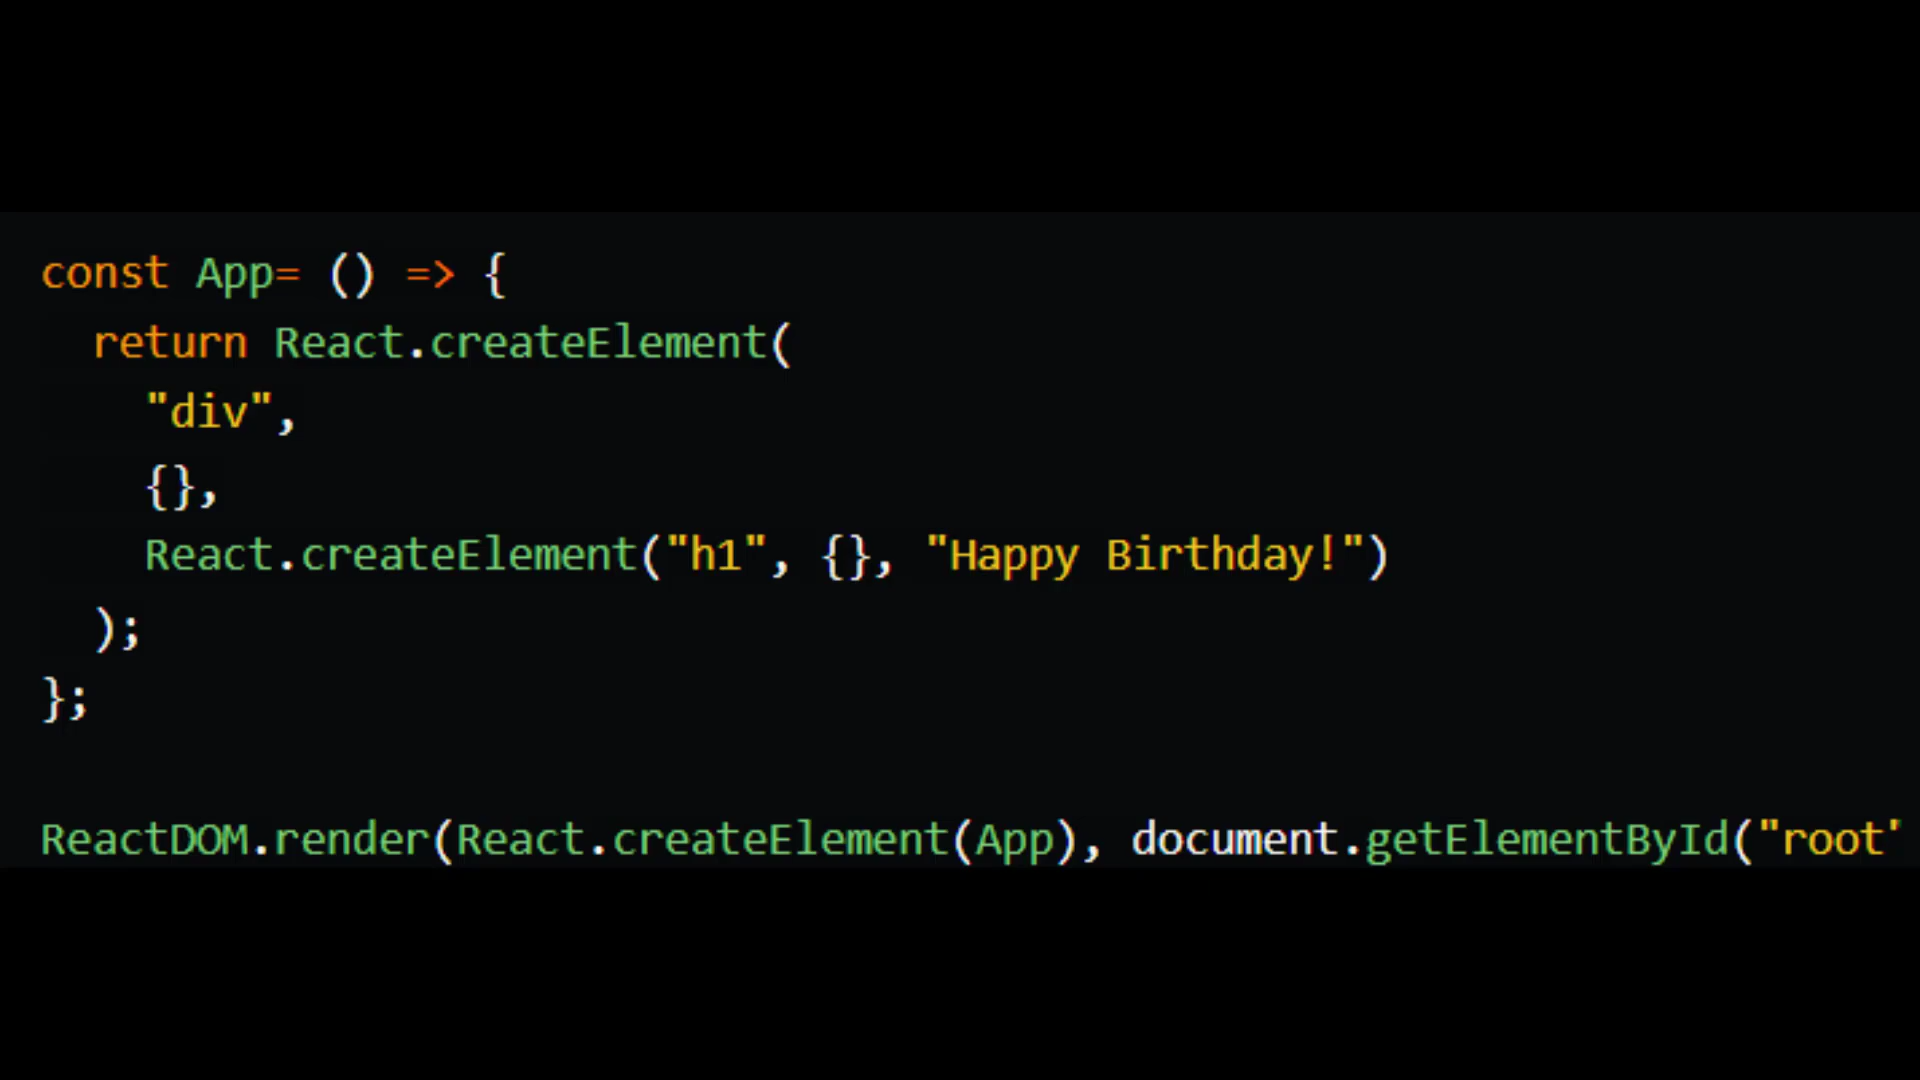 const App= () => {
return React.createElement(
"div",
{},
React.createElement("h1", {}, "Happy Birthday!")
);
};
ReactDOM.render(React.createElement(App), document.getElementById("root'